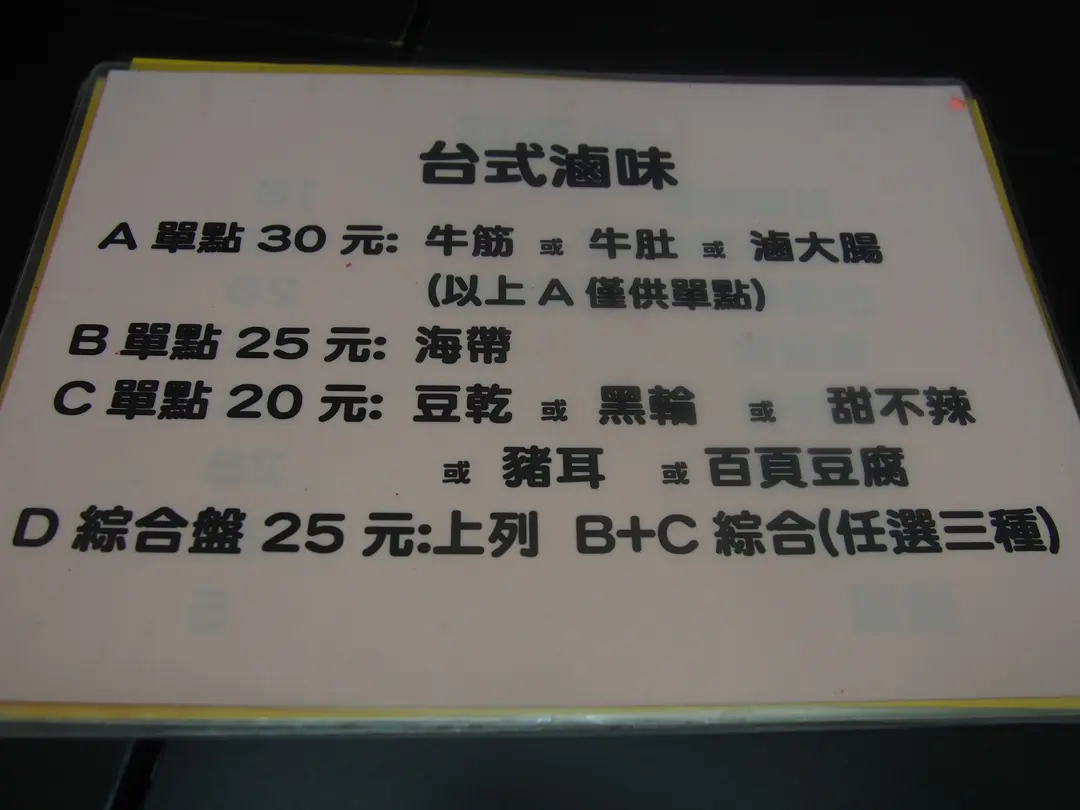 台式滷味
A 單點 30 元: 牛筋 或 牛肚 或 滷大腸
(以上 A 僅供單點)
B 單點 25 元: 海帶
C 單點 20 元: 豆乾 或 黑輪 或 甜不辣
或 豬耳 或 百頁豆腐
D 綜合盤 25 元:上列 B+C 綜合(任選三種)